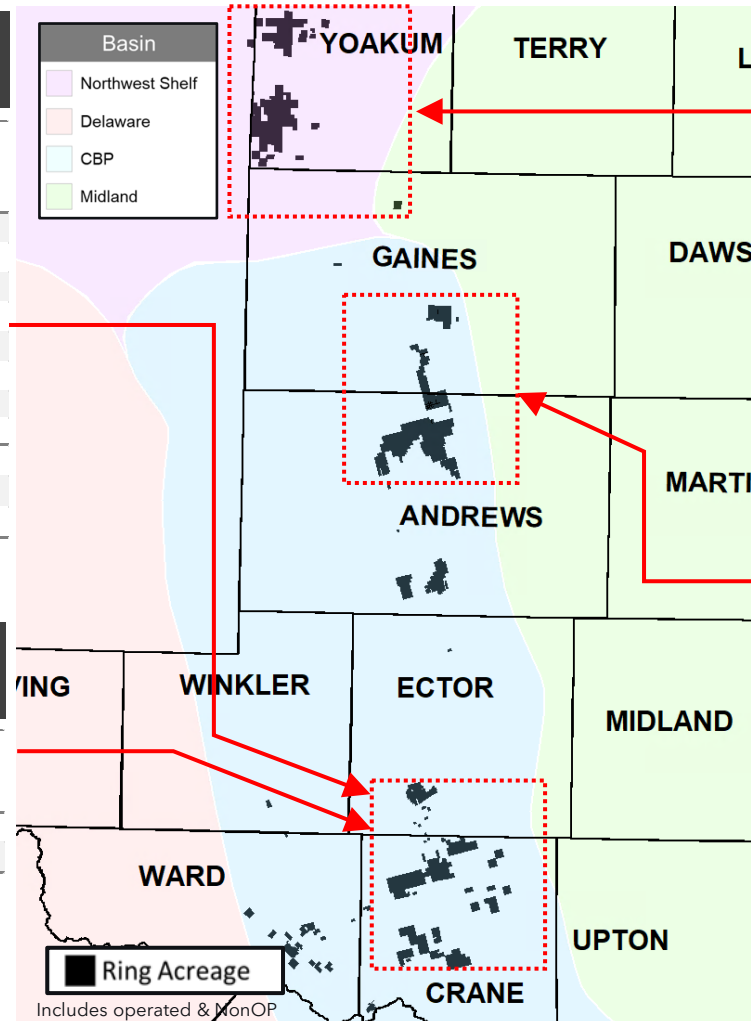 Basin
Northwest Shelf
Delaware
CBP
Midland
YOAKUM
TERRY
L
GAINES
DAWS
MARTI
ANDREWS
VING
WINKLER
ECTOR
MIDLAND
WARD
UPTON
CRANE
Ring Acreage
Includes operated & NonOP